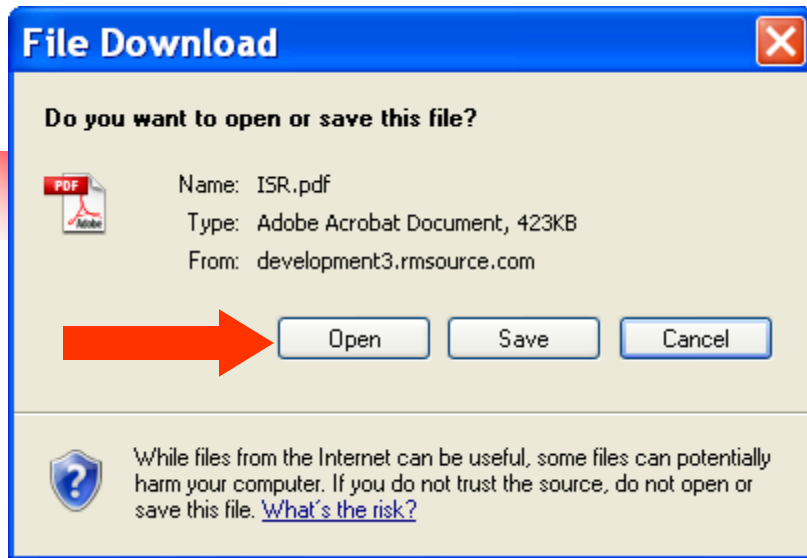 File Download
Do you want to open or save this file?
PDF
Adobe
Name: ISR.pdf
Type: Adobe Acrobat Document, 423KB
From: development3.rmsource.com
Open Save Cancel
While files from the Internet can be useful, some files can potentially
harm your computer. If you do not trust the source, do not open or
save this file. What's the risk?